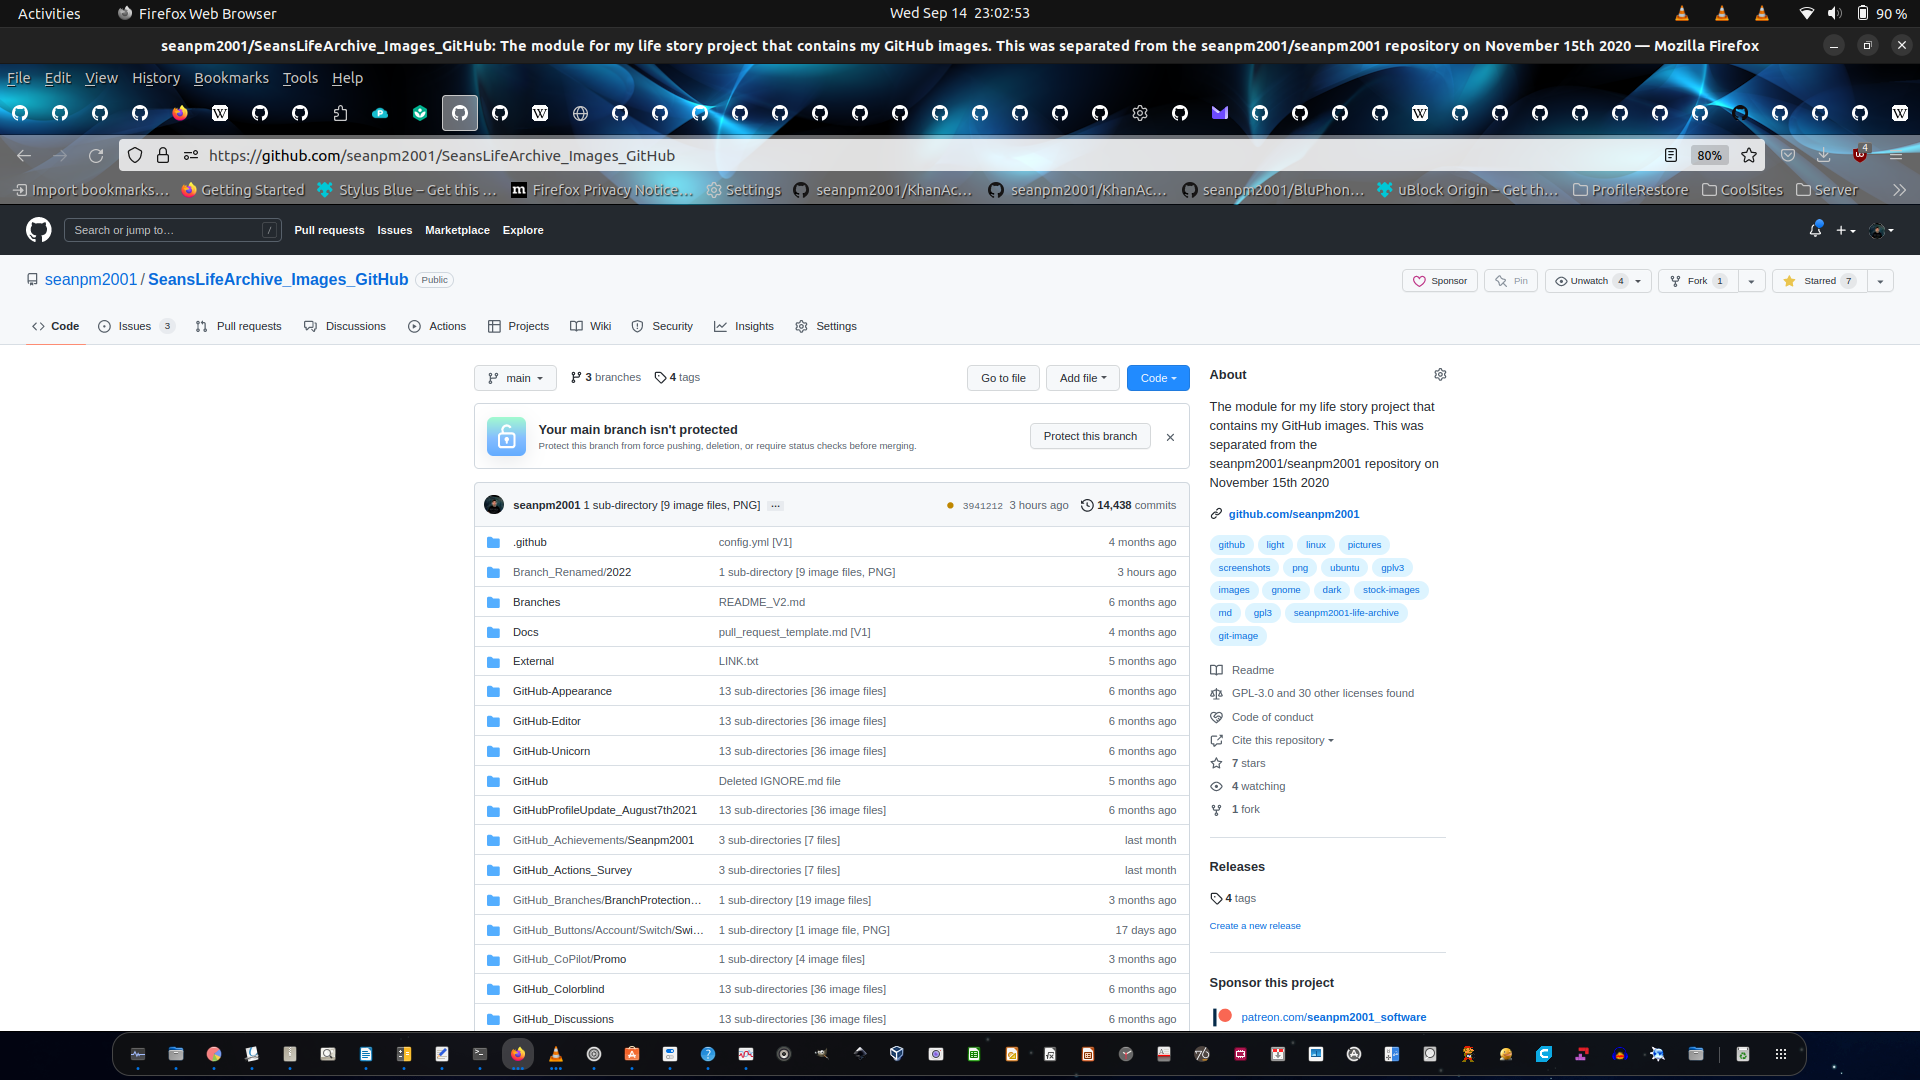 Activities
Firefox Web Browser
Wed Sep 14 23:02:53
90 %
seanpm2001/SeansLifeArchive_Images_GitHub: The module for my life story project that contains my GitHub images. This was separated from the seanpm2001/seanpm2001 repository on November 15th 2020 — Mozilla Firefox
File Edit View History Bookmarks Tools Help
https://github.com/seanpm2001/SeansLifeArchive_Images_GitHub
80%
4
Import bookmarks… Getting Started Stylus Blue – Get this … Firefox Privacy Notice… Settings seanpm2001/KhanAc… seanpm2001/KhanAc… seanpm2001/BluPhon… uBlock Origin – Get th… ProfileRestore CoolSites Server
Search or jump to… /
Pull requests Issues Marketplace Explore
seanpm2001 / SeansLifeArchive_Images_GitHub Public
Sponsor Pin Unwatch 4 Fork 1 Starred 7
Code Issues 3 Pull requests Discussions Actions Projects Wiki Security Insights Settings
main 3 branches 4 tags
Go to file Add file Code
Your main branch isn't protected
Protect this branch from force pushing, deletion, or require status checks before merging.
Protect this branch
seanpm2001 1 sub-directory [9 image files, PNG] … 3941212 3 hours ago 14,438 commits
.github config.yml [V1] 4 months ago
Branch_Renamed/2022 1 sub-directory [9 image files, PNG] 3 hours ago
Branches README_V2.md 6 months ago
Docs pull_request_template.md [V1] 4 months ago
External LINK.txt 5 months ago
GitHub-Appearance 13 sub-directories [36 image files] 6 months ago
GitHub-Editor 13 sub-directories [36 image files] 6 months ago
GitHub-Unicorn 13 sub-directories [36 image files] 6 months ago
GitHub Deleted IGNORE.md file 5 months ago
GitHubProfileUpdate_August7th2021 13 sub-directories [36 image files] 6 months ago
GitHub_Achievements/Seanpm2001 3 sub-directories [7 files] last month
GitHub_Actions_Survey 3 sub-directories [7 files] last month
GitHub_Branches/BranchProtection… 1 sub-directory [19 image files] 3 months ago
GitHub_Buttons/Account/Switch/Swi… 1 sub-directory [1 image file, PNG] 17 days ago
GitHub_CoPilot/Promo 1 sub-directory [4 image files] 3 months ago
GitHub_Colorblind 13 sub-directories [36 image files] 6 months ago
GitHub_Discussions 13 sub-directories [36 image files] 6 months ago
About
The module for my life story project that
contains my GitHub images. This was
separated from the
seanpm2001/seanpm2001 repository on
November 15th 2020
github.com/seanpm2001
github light linux pictures
screenshots png ubuntu gplv3
images gnome dark stock-images
md gpl3 seanpm2001-life-archive
git-image
Readme
GPL-3.0 and 30 other licenses found
Code of conduct
Cite this repository
7 stars
4 watching
1 fork
Releases
4 tags
Create a new release
Sponsor this project
patreon.com/seanpm2001_software